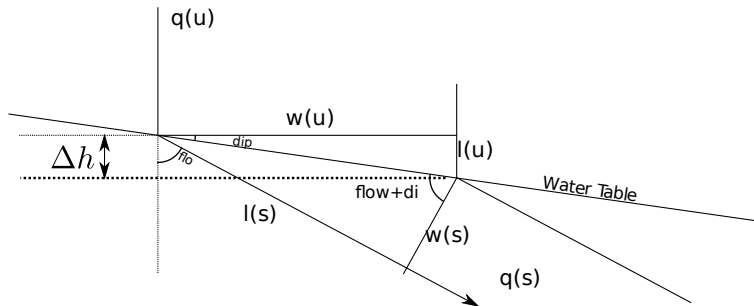 q(u)
w(u)
dip
l(u)
Δh
flo
flow+di
Water Table
l(s)
w(s)
q(s)